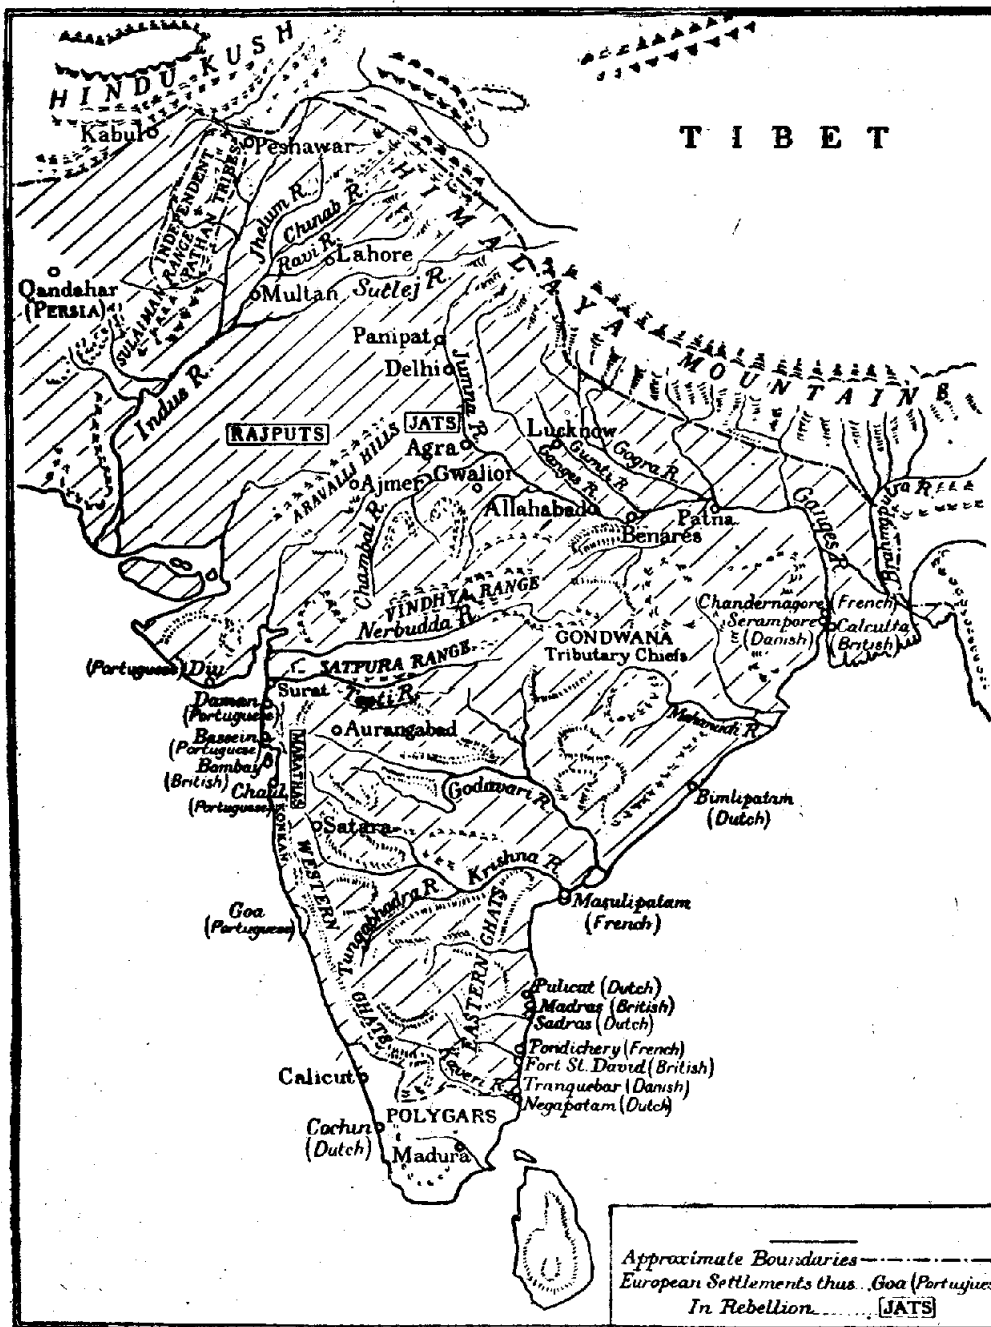 HINDU KUSH
TIBET
Kabul
Peshawar
INDEPENDENT
PATHAN TRIBES
SULAIMAN RANGE
HIMALAYA MOUNTAINS
Jhelum R.
Chinab R.
Ravi R.
Lahore
Qandahar
(PERSIA)
Multan
Sutlej R.
Panipat
Delhi
Indus R.
Jumna R.
RAJPUTS
JATS
Lucknow
ARAVALLI HILLS
Agra
Gumti R.
Gogra R.
Ganges R.
Ajmer
Gwalior
Allahabad
Patna
Benares
Ganges R.
Brahmputra R.
Chambal R.
VINDHYA RANGE
Nerbudda R.
Chandernagore (French)
Serampore
(Danish)
Calcutta
(British)
GONDWANA
Tributary Chiefs
SATPURA RANGE
(Portuguese) Diu
Surat
Tapti R.
Daman
(Portuguese)
Mahanadi R.
Aurangabad
Bassein
(Portuguese)
MARATHAS
Bombay
(British)
Chaul
(Portuguese)
Godavari R.
Bimlipatam
(Dutch)
KONKAN
Satara
WESTERN
GHATS
Krishna R.
Tungabhadra R.
EASTERN GHATS
Masulipatam
(French)
Goa
(Portuguese)
Pulicat (Dutch)
Madras (British)
Sadras (Dutch)
Pondichery (French)
Fort St. David (British)
Kaveri R.
Tranquebar (Danish)
Negapatam (Dutch)
Calicut
POLYGARS
Cochin
(Dutch)
Madura
Approximate Boundaries
European Settlements thus.. Goa (Portugues
In Rebellion........ JATS